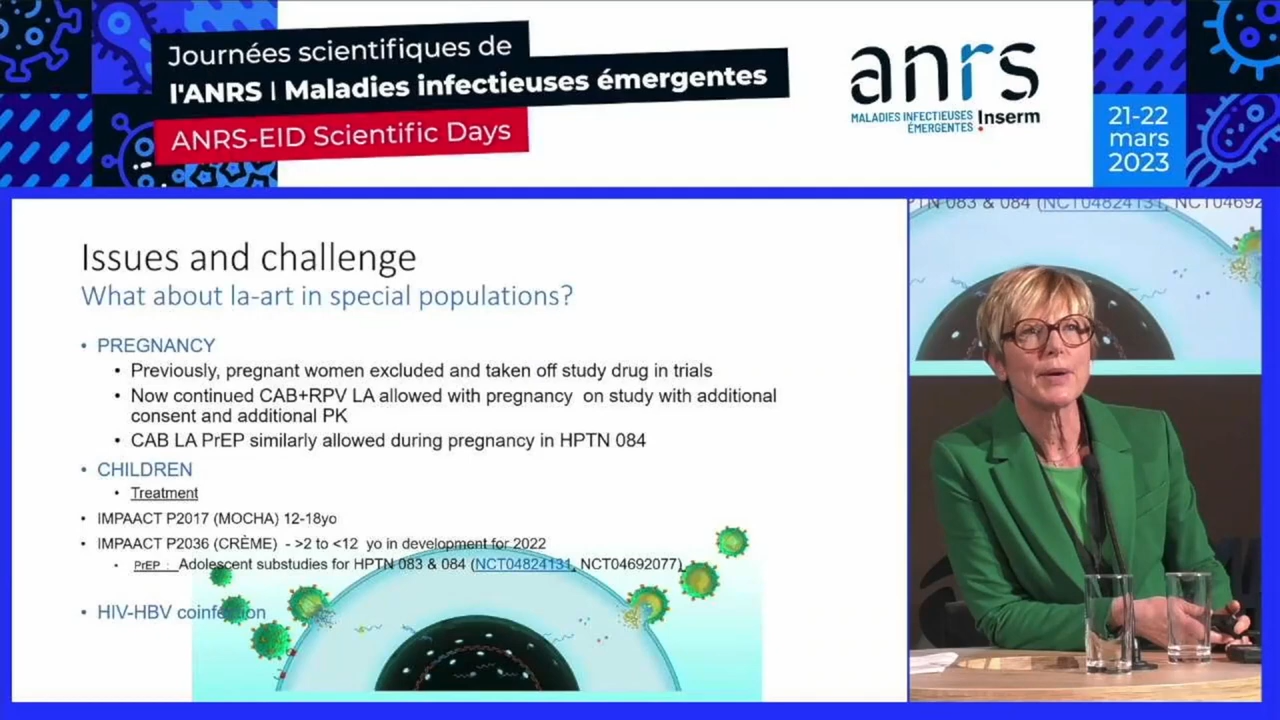 Journées scientifiques de
l'ANRS | Maladies infectieuses émergentes
ANRS-EID Scientific Days
anrs
MALADIES INFECTIEUSES
ÉMERGENTES
Inserm
21-22
mars
2023
Issues and challenge
What about la-art in special populations?
• PREGNANCY
• Previously, pregnant women excluded and taken off study drug in trials
• Now continued CAB+RPV LA allowed with pregnancy on study with additional
consent and additional PK
• CAB LA PrEP similarly allowed during pregnancy in HPTN 084
• CHILDREN
• Treatment
• IMPAACT P2017 (MOCHA) 12-18yo
• IMPAACT P2036 (CRÈME) - >2 to <12 yo in development for 2022
• PrEP : Adolescent substudies for HPTN 083 & 084 (NCT04824131, NCT04692077)
• HIV-HBV coinfection
PTN 083 & 084 (NCT04824131, NCT04692